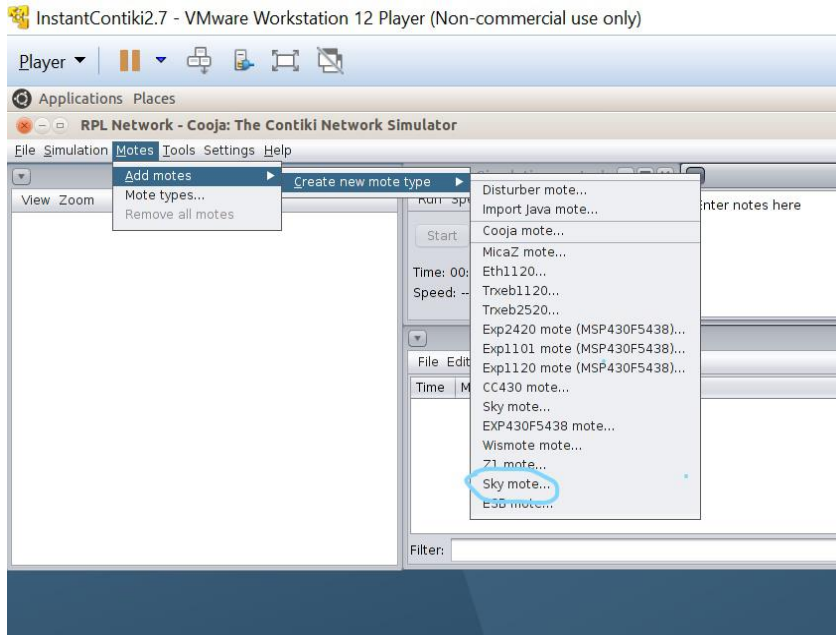 InstantContiki2.7 - VMware Workstation 12 Player (Non-commercial use only)
Player
Applications Places
RPL Network - Cooja: The Contiki Network Simulator
File Simulation Motes Tools Settings Help
Add motes
Mote types...
Remove all motes
Create new mote type
Disturber mote...
Import Java mote...
Cooja mote...
MicaZ mote...
Eth1120...
Trxeb1120...
Trxeb2520...
Exp2420 mote (MSP430F5438)...
Exp1101 mote (MSP430F5438)...
Exp1120 mote (MSP430F5438)...
CC430 mote...
Sky mote...
EXP430F5438 mote...
Wismote mote...
Z1 mote...
Sky mote...
ESB mote...
View Zoom
Run
Start
Time: 00:
Speed: --
nter notes here
File Edit
Time M
Filter: